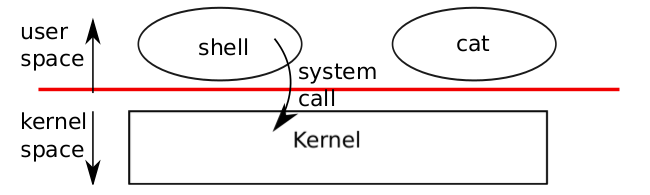 user
space
shell
cat
system
call
kernel
space
Kernel